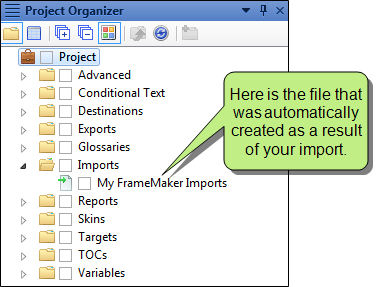 Project Organizer
Project
Advanced
Conditional Text
Destinations
Exports
Glossaries
Imports
My FrameMaker Imports
Reports
Skins
Targets
TOCs
Variables
Here is the file that
was automatically
created as a result
of your import.